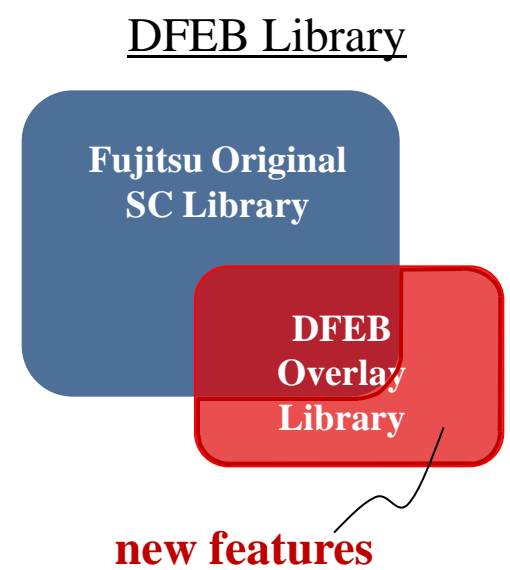 DFEB Library
Fujitsu Original
SC Library
DFEB
Overlay
Library
new features